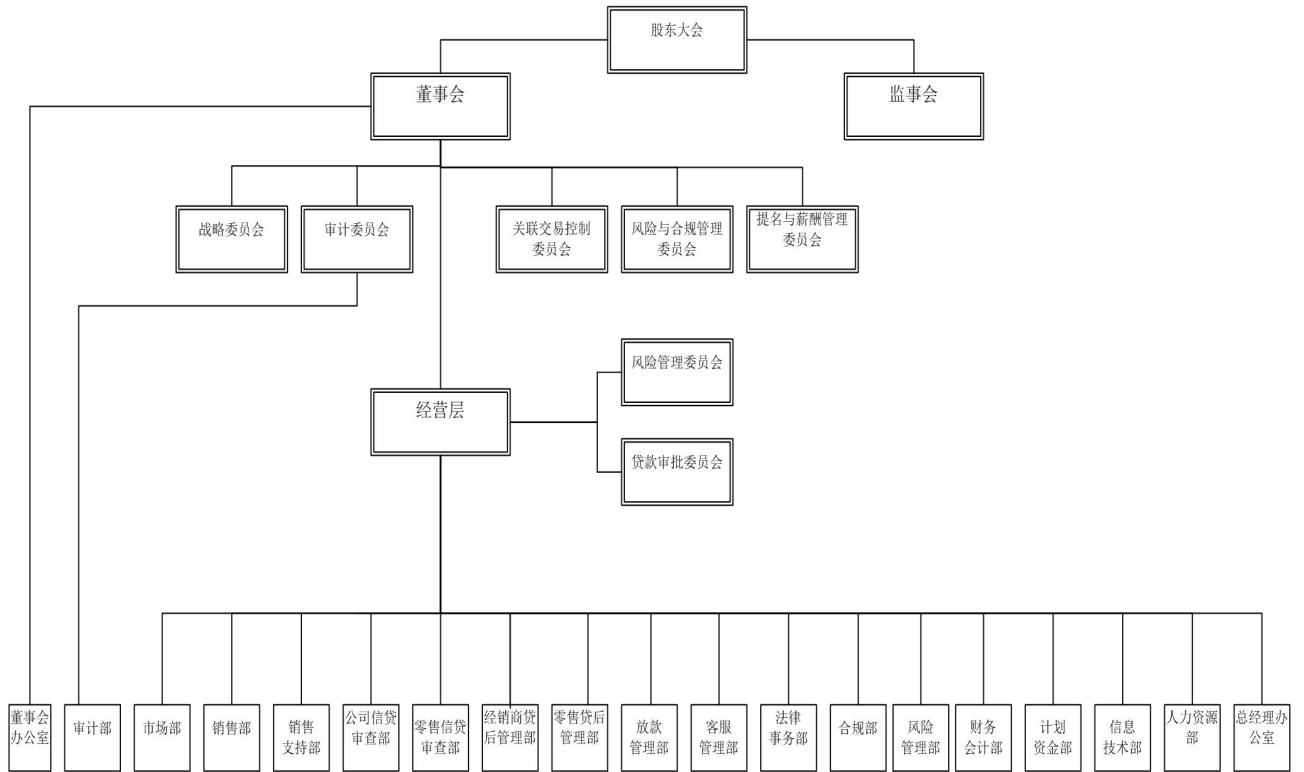 股东大会
董事会
监事会
战略委员会
审计委员会
关联交易控制
委员会
风险与合规管理
委员会
提名与薪酬管理
委员会
风险管理委员会
经营层
贷款审批委员会
董事会
办公室
审计部
市场部
销售部
销售
支持部
公司信贷
审查部
零售信贷
审查部
经销商贷
后管理部
零售贷后
管理部
放款
管理部
客服
管理部
法律
事务部
合规部
风险
管理部
财务
会计部
计划
资金部
信息
技术部
人力资源
部
总经理办
公室